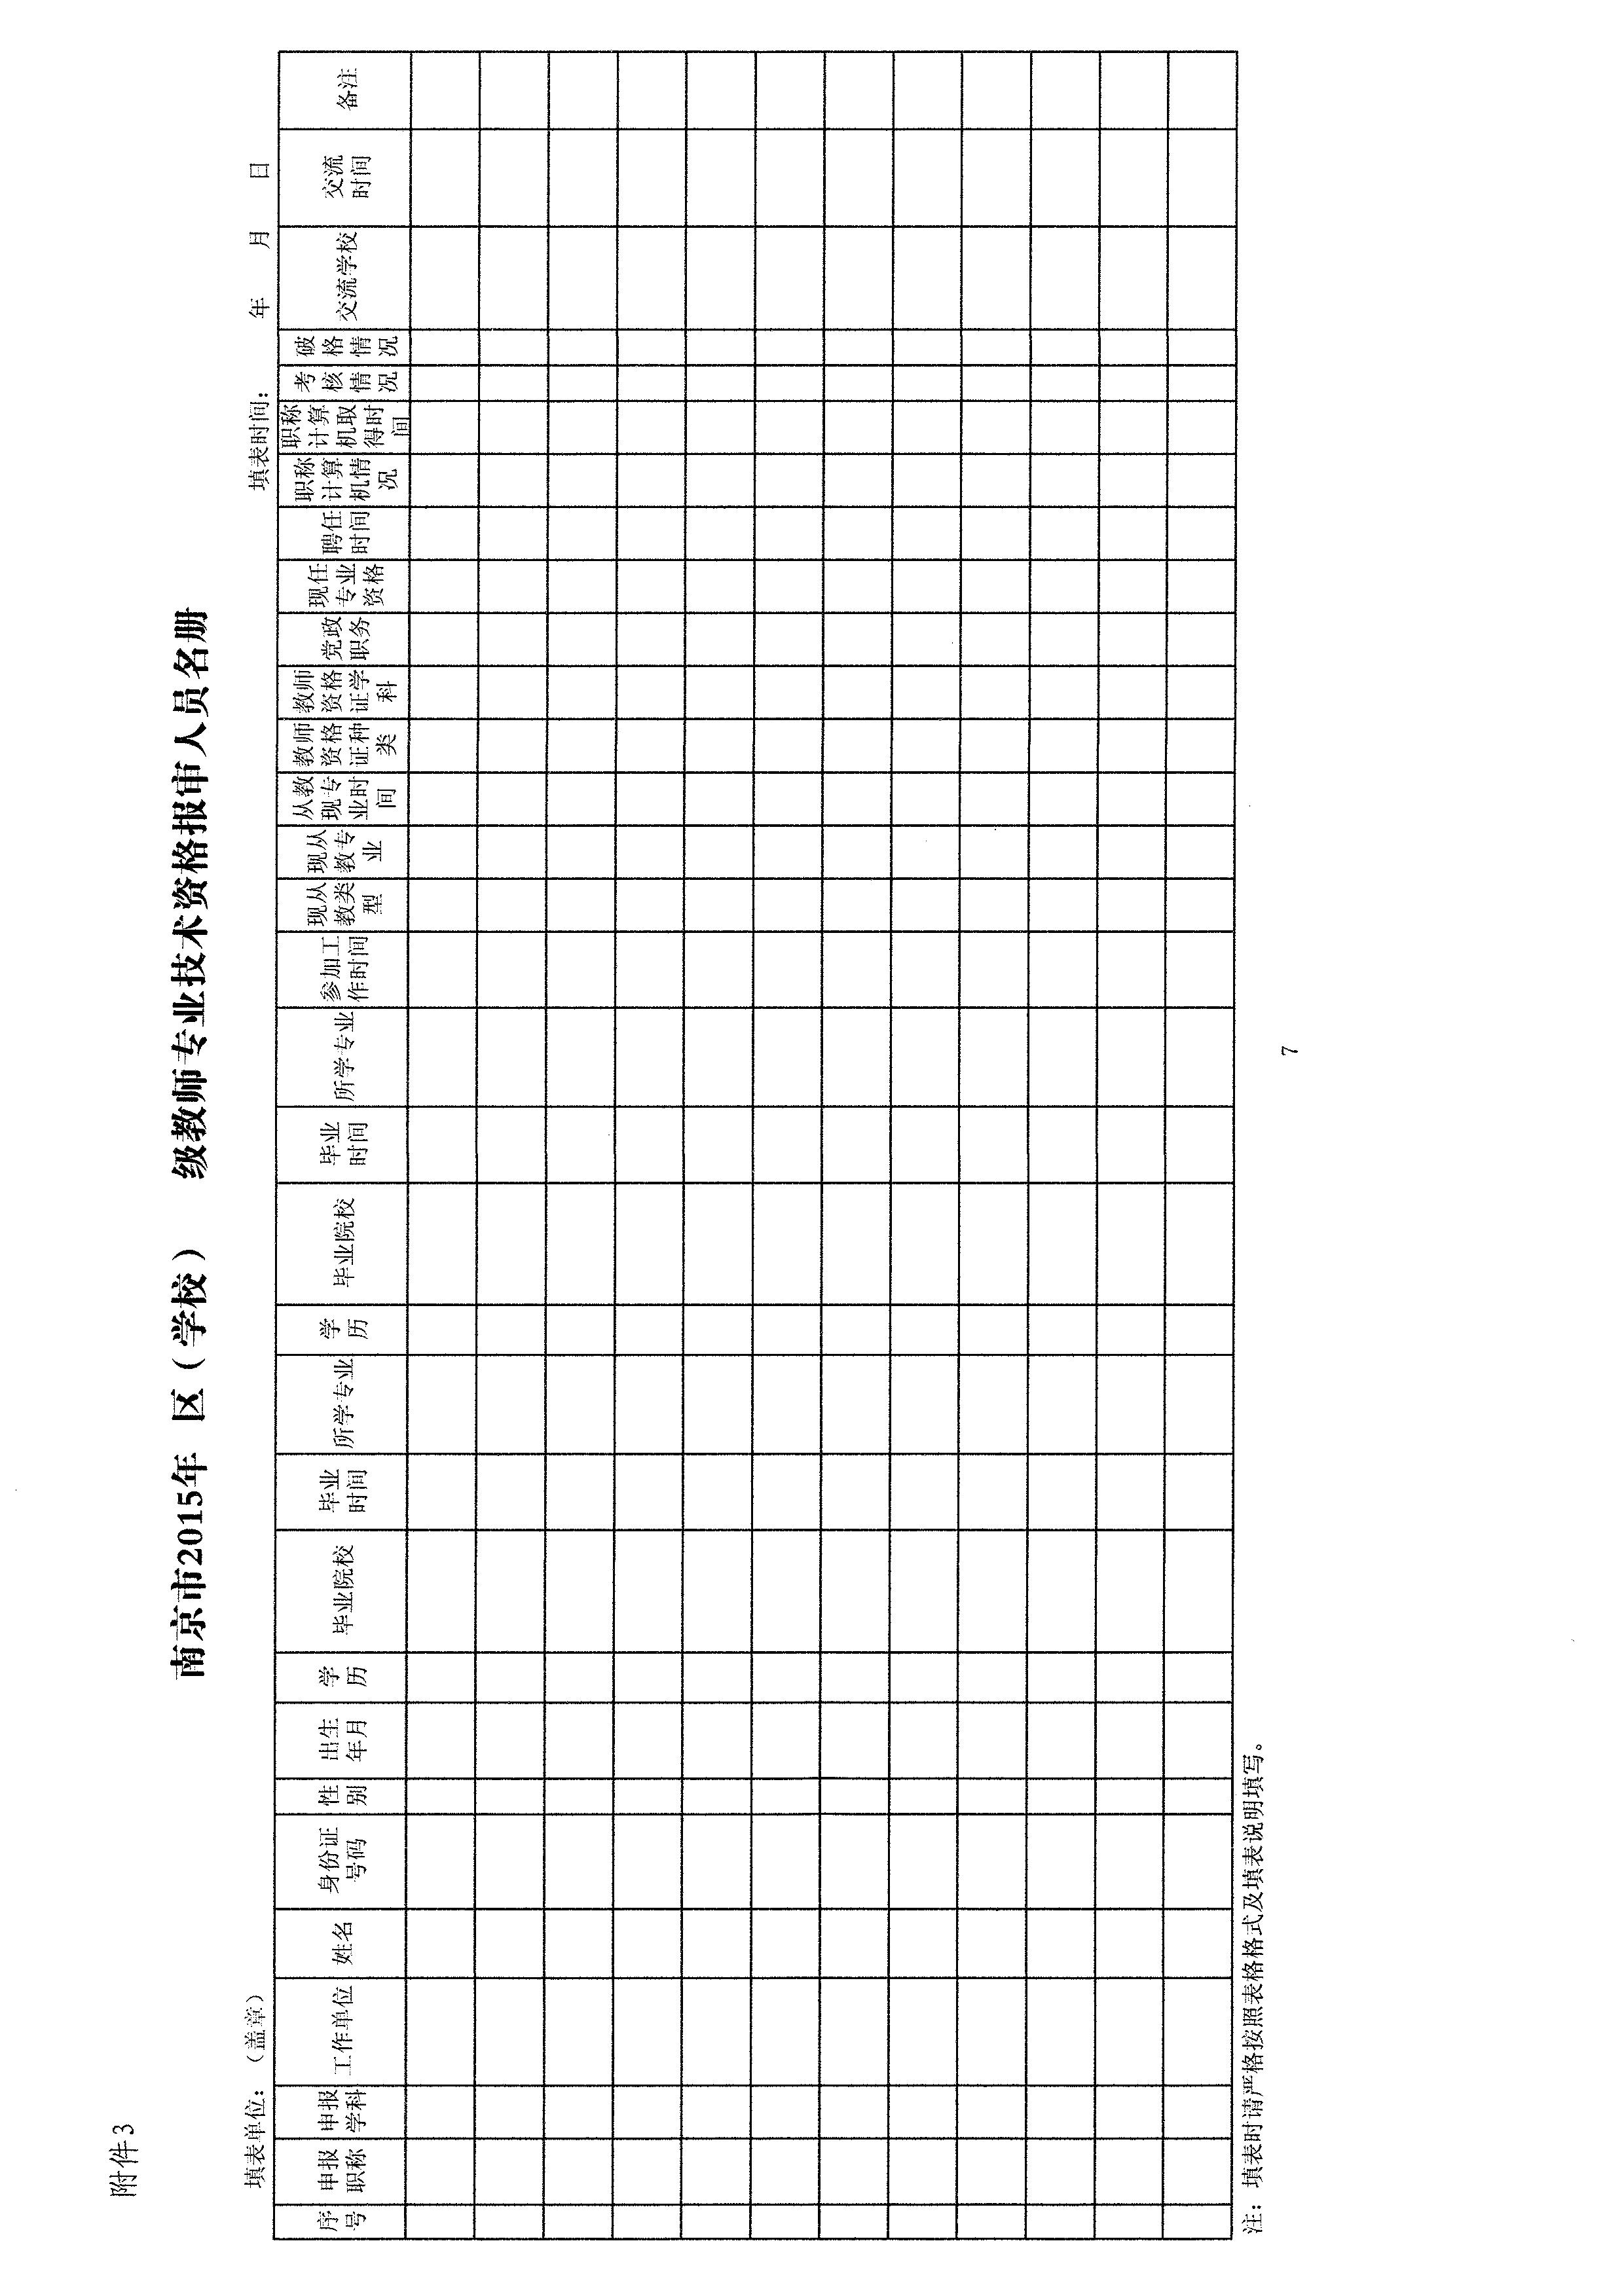 附件3
南京市2015年 区（学校） 级教师专业技术资格报审人员名册
填表单位：（盖章） 填表时间： 年 月 日
序号
申报职称
申报学科
工作单位
姓名
身份证号码
性别
出生年月
学历
毕业院校
毕业时间
所学专业
学历
毕业院校
毕业时间
所学专业
参加工作时间
现从教类型
现从教专业
从教现专业时间
教师资格证种类
教师资格证学科
党政职务
现任专业资格
聘任时间
职称计算机情况
职称计算机取得时间
考核情况
破格情况
交流学校
交流时间
备注
注：填表时请严格按照表格格式及填表说明填写。
7